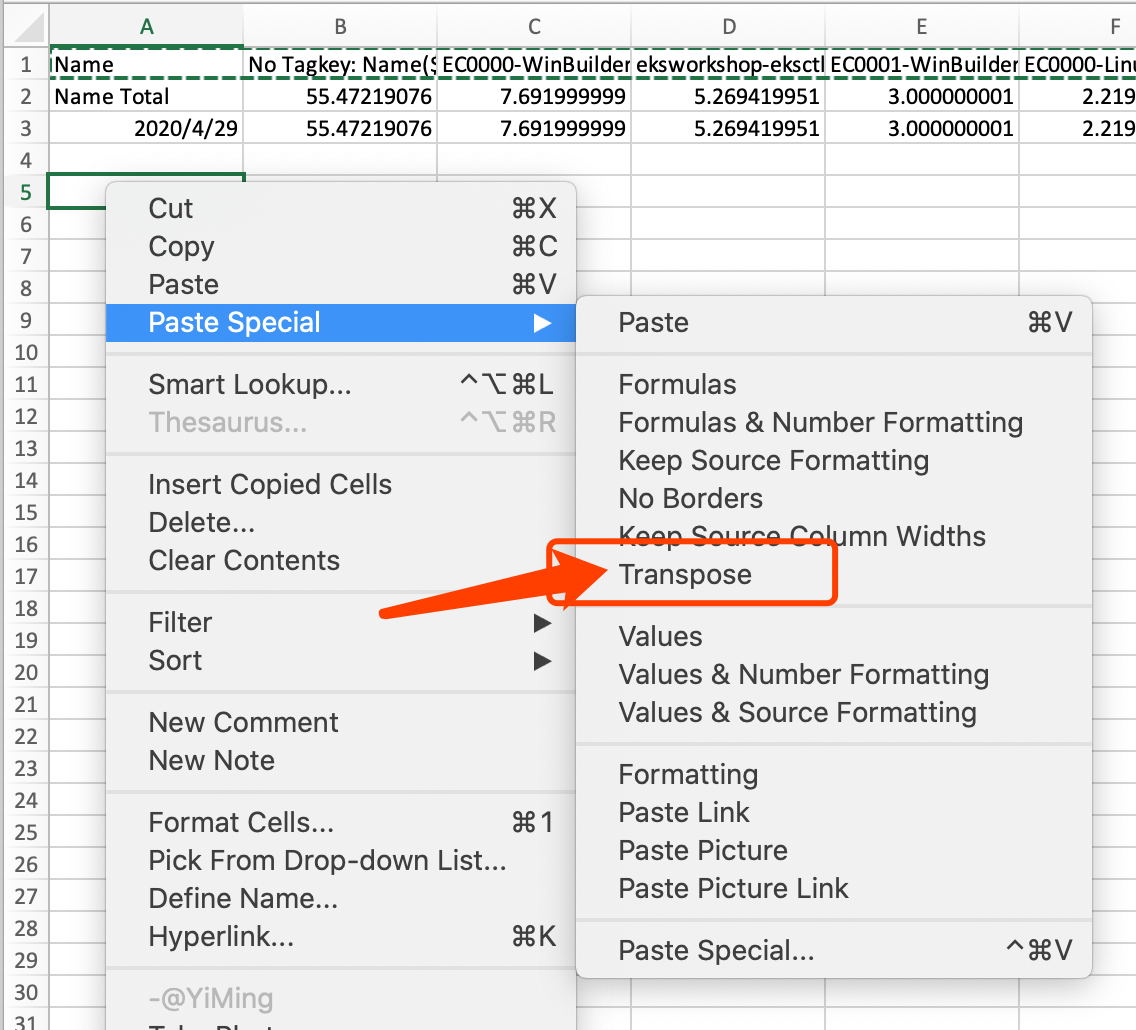 A B C D E F
1 Name No Tagkey: Name($ EC0000-WinBuilder eksworkshop-eksctl EC0001-WinBuilder EC0000-Linu
2 Name Total 55.47219076 7.691999999 5.269419951 3.000000001 2.219
3 2020/4/29 55.47219076 7.691999999 5.269419951 3.000000001 2.219
4
5
6
7
8
9
10
11
12
13
14
15
16
17
18
19
20
21
22
23
24
25
26
27
28
29
30
31
Cut ⌘X
Copy ⌘C
Paste ⌘V
Paste Special ▶
Smart Lookup... ^⌥⌘L
Thesaurus... ^⌥⌘R
Insert Copied Cells
Delete...
Clear Contents
Filter ▶
Sort ▶
New Comment
New Note
Format Cells... ⌘1
Pick From Drop-down List...
Define Name...
Hyperlink... ⌘K
-@YiMing
Paste ⌘V
Formulas
Formulas & Number Formatting
Keep Source Formatting
No Borders
Keep Source Column Widths
Transpose
Values
Values & Number Formatting
Values & Source Formatting
Formatting
Paste Link
Paste Picture
Paste Picture Link
Paste Special... ^⌘V